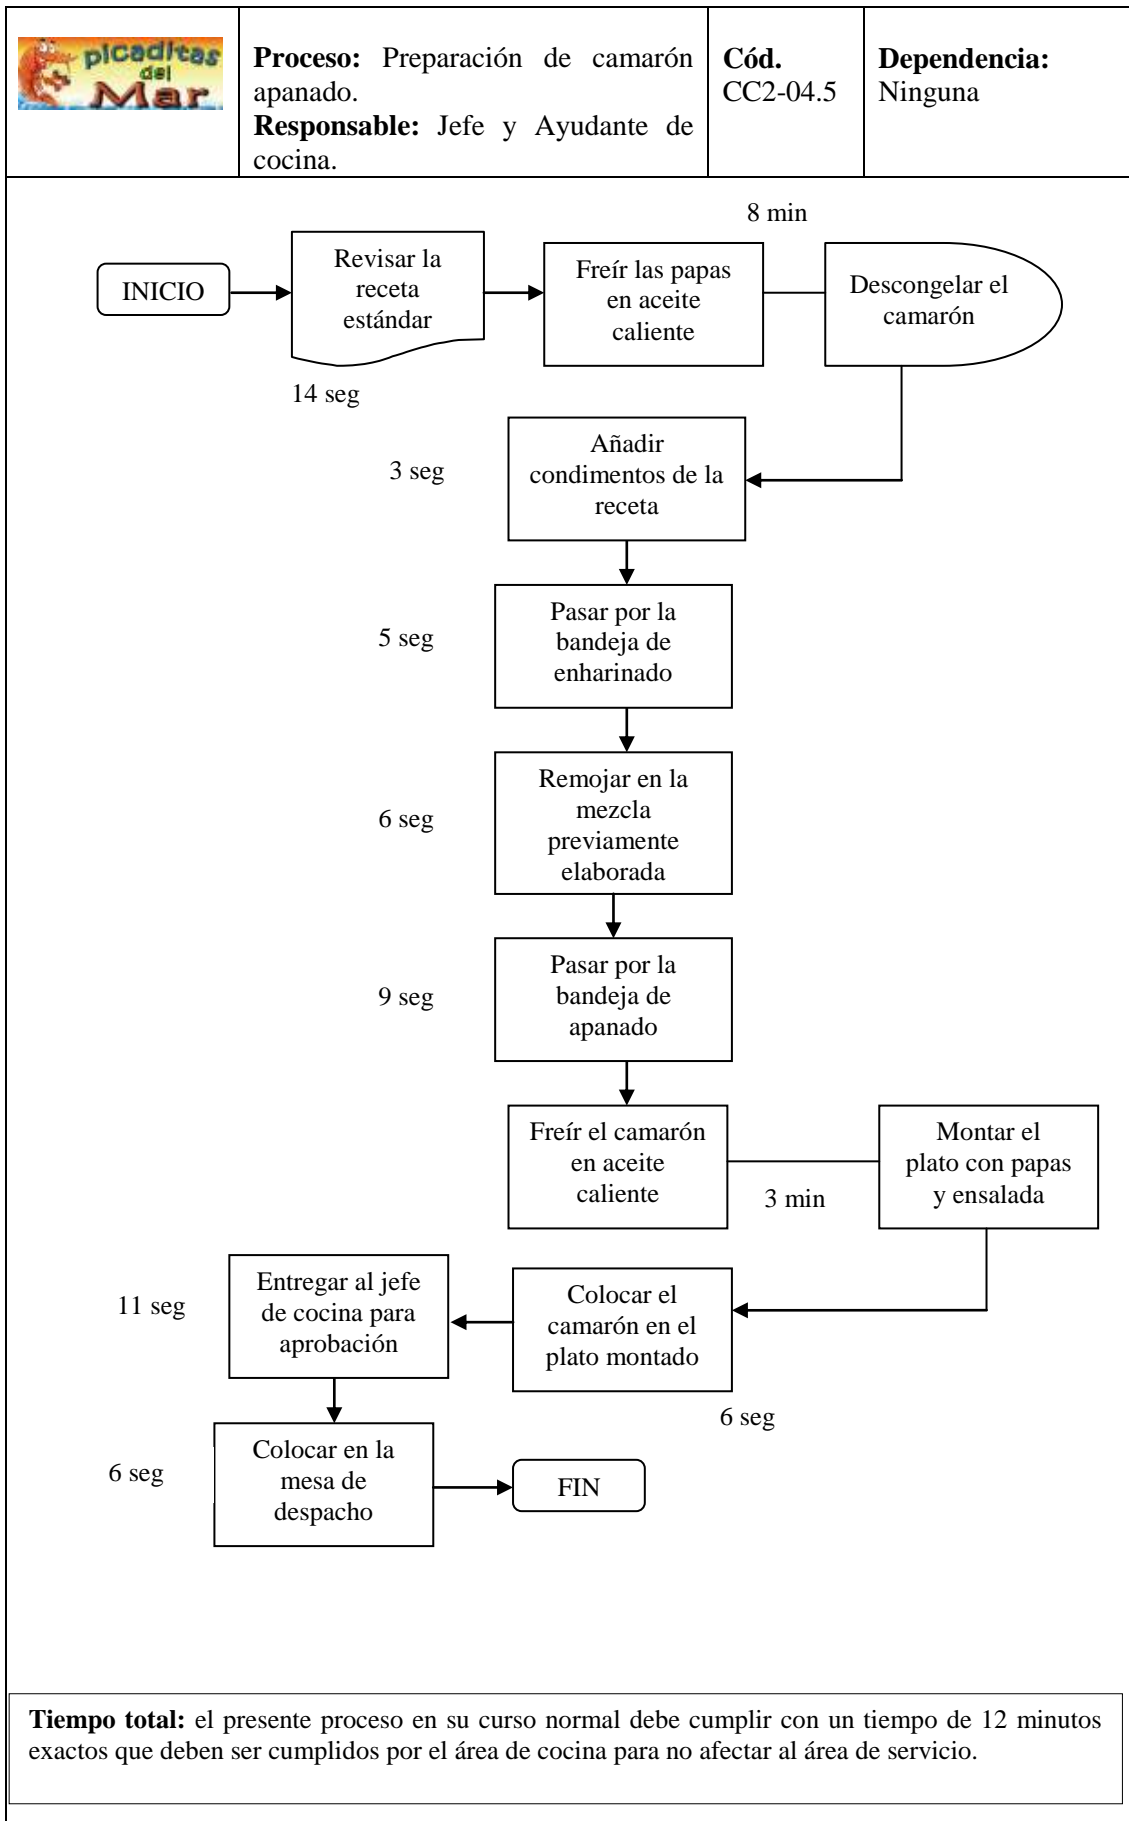 picaditas
del
Mar
Proceso: Preparación de camarón
apanado.
Responsable: Jefe y Ayudante de
cocina.
Cód.
CC2-04.5
Dependencia:
Ninguna
8 min
INICIO
Revisar la
receta
estándar
14 seg
Freír las papas
en aceite
caliente
Descongelar el
camarón
3 seg
Añadir
condimentos de la
receta
5 seg
Pasar por la
bandeja de
enharinado
6 seg
Remojar en la
mezcla
previamente
elaborada
9 seg
Pasar por la
bandeja de
apanado
Freír el camarón
en aceite
caliente
3 min
Montar el
plato con papas
y ensalada
11 seg
Entregar al jefe
de cocina para
aprobación
Colocar el
camarón en el
plato montado
6 seg
6 seg
Colocar en la
mesa de
despacho
FIN
Tiempo total: el presente proceso en su curso normal debe cumplir con un tiempo de 12 minutos
exactos que deben ser cumplidos por el área de cocina para no afectar al área de servicio.